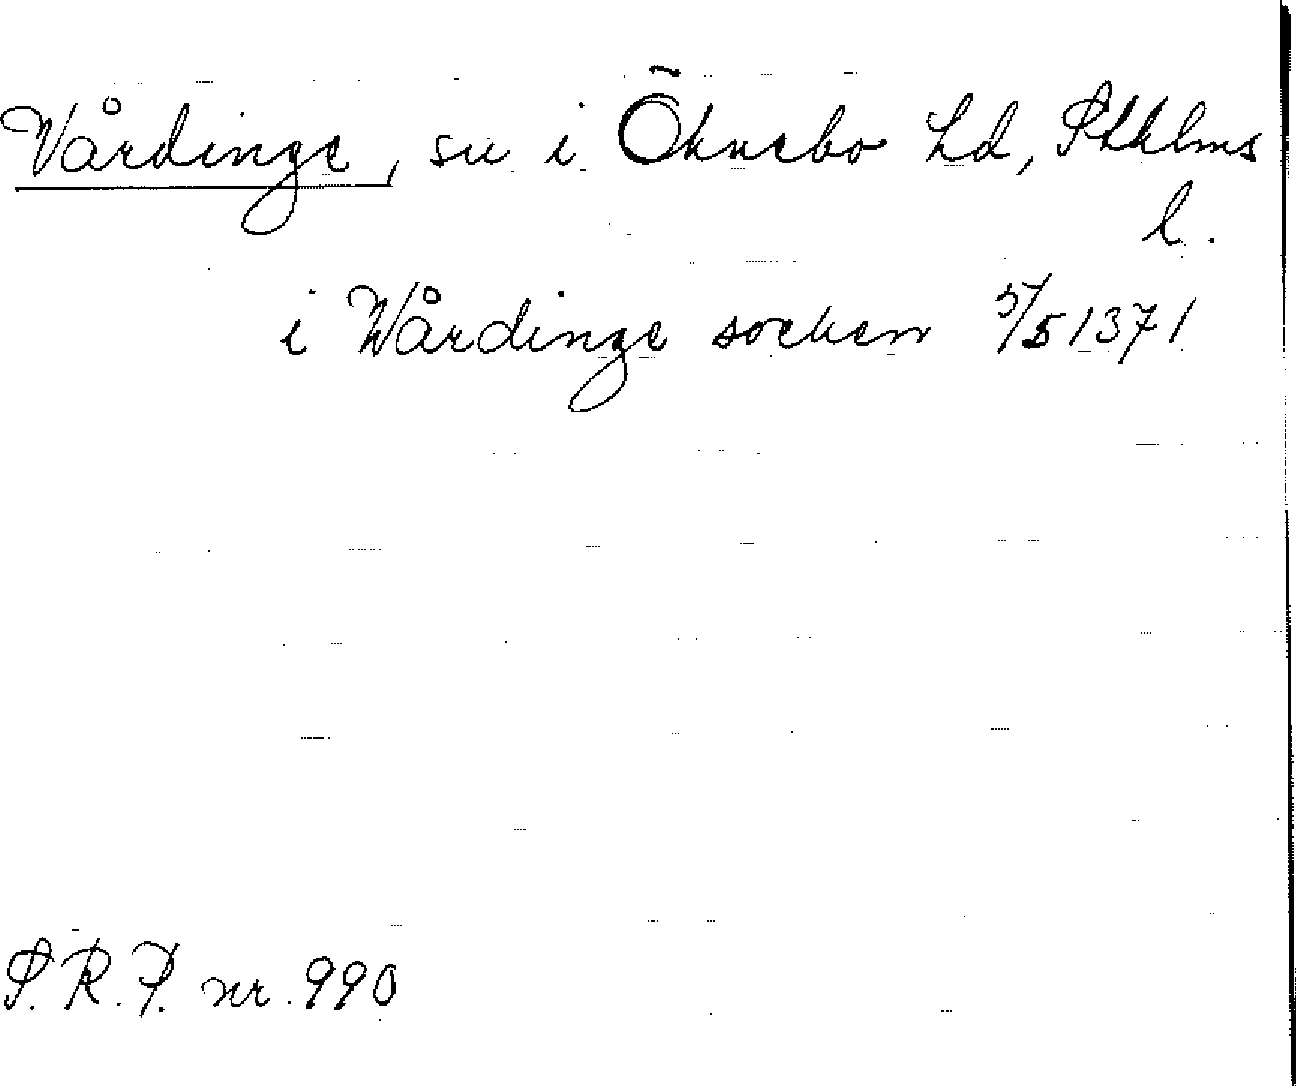 Vårdinge, sn i Öknebo hd, Sthlms
l.
i Wårdinge socken 5/5 1371
S.R.P. nr. 990